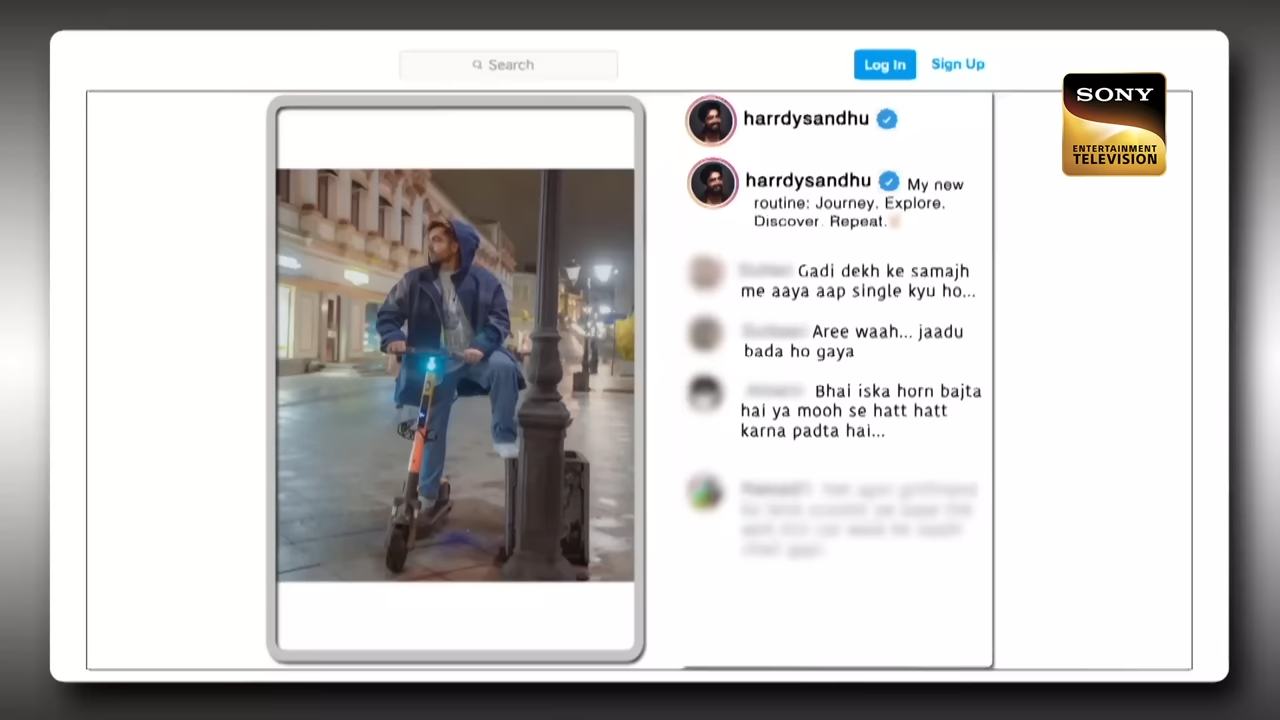 Search
Log In
Sign Up
SONY
ENTERTAINMENT
TELEVISION
harrdysandhu
harrdysandhu My new
routine: Journey. Explore.
Discover. Repeat.
Gadi dekh ke samajh
me aaya aap single kyu ho...
Aree waah... jaadu
bada ho gaya
Bhai iska horn bajta
hai ya mooh se hatt hatt
karna padta hai...